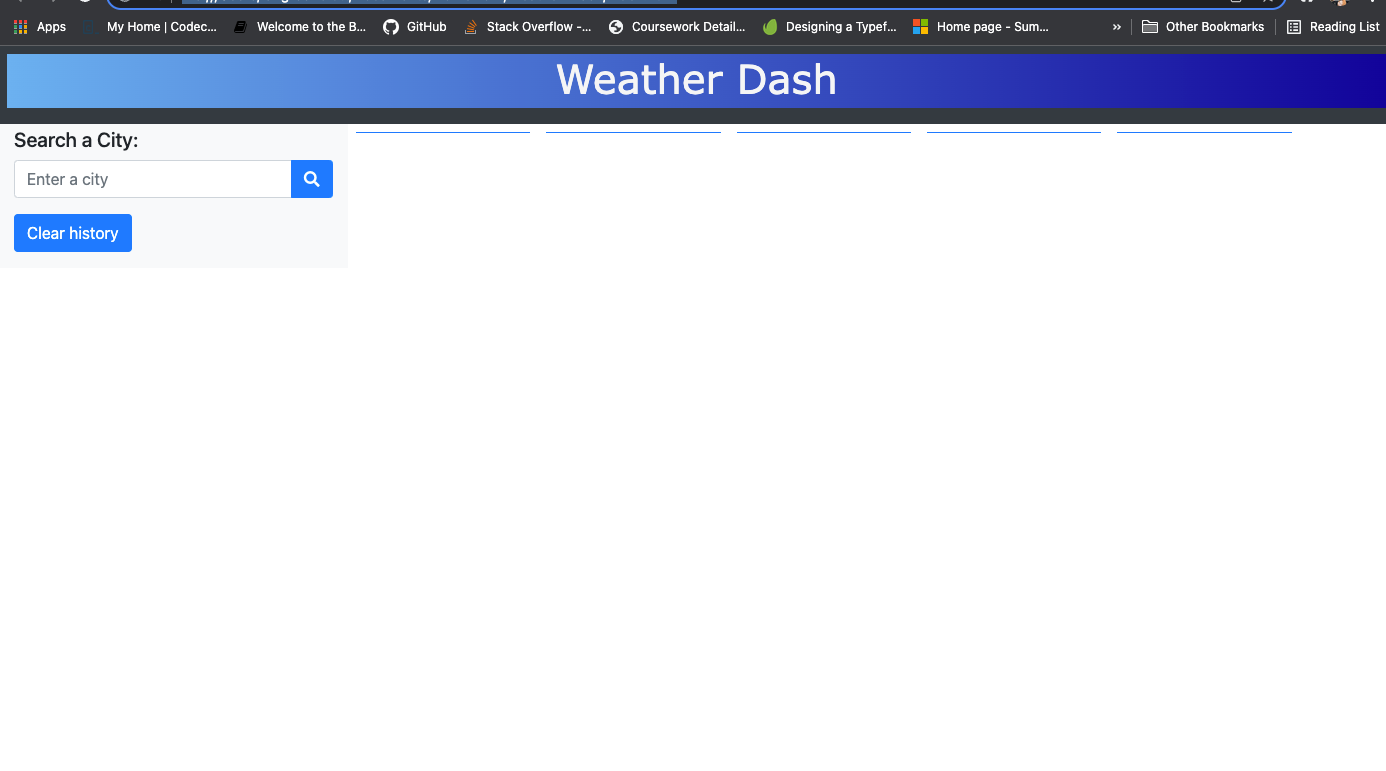 Apps My Home | Codec... Welcome to the B... GitHub Stack Overflow -... Coursework Detail... Designing a Typef... Home page - Sum... » Other Bookmarks Reading List
Weather Dash
Search a City:
Enter a city
Clear history